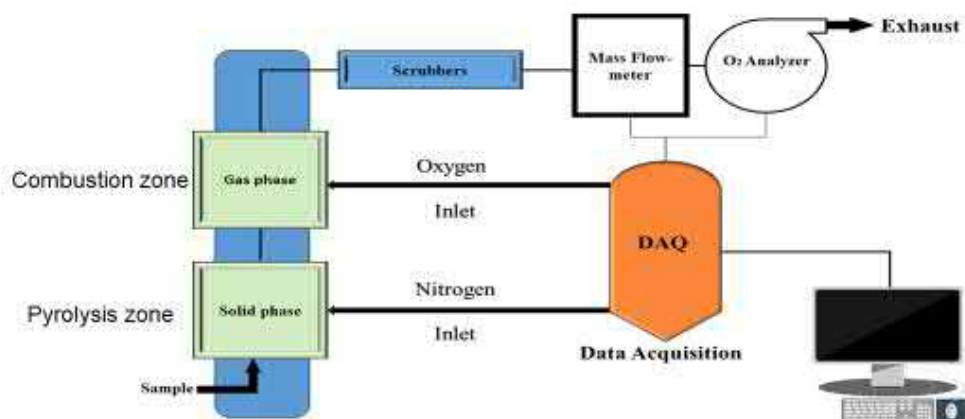 Exhaust
Scrubbers
Mass Flow-
meter
O₂ Analyzer
Combustion zone
Gas phase
Oxygen
Inlet
DAQ
Pyrolysis zone
Solid phase
Nitrogen
Inlet
Data Acquisition
Sample